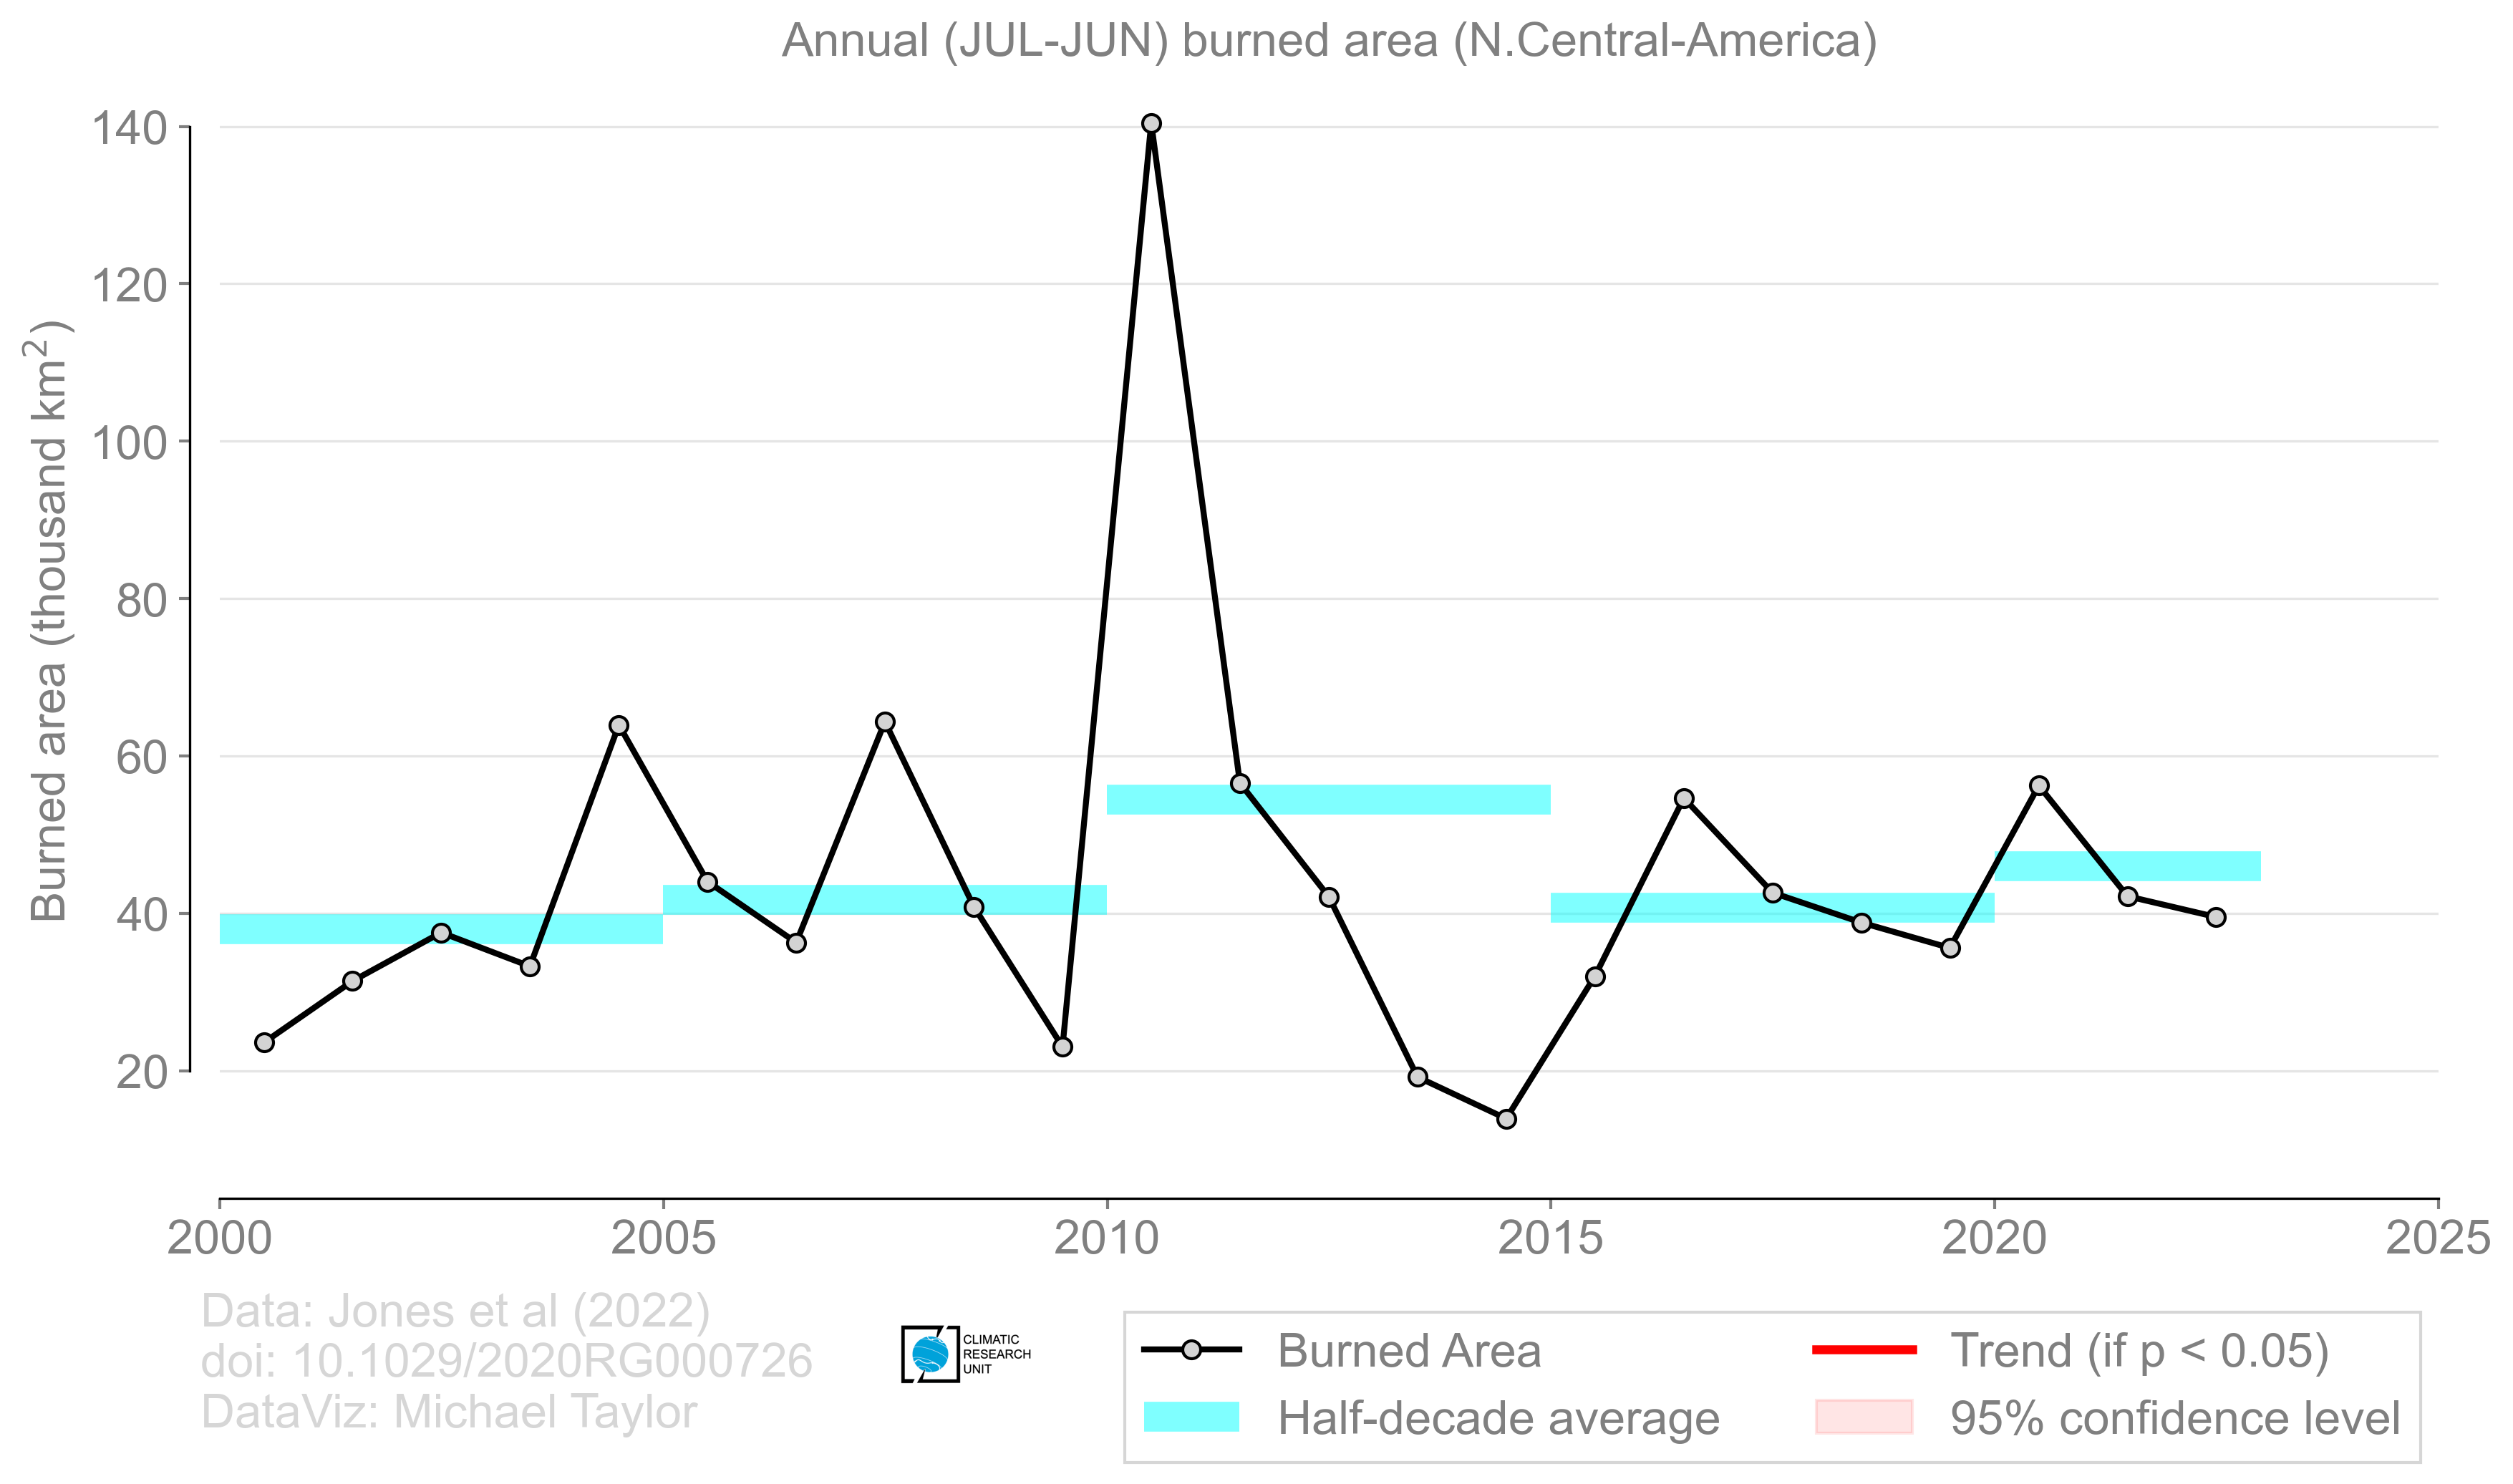 Annual (JUL-JUN) burned area (N.Central-America)
Burned area (thousand km²)
140
120
100
80
60
40
20
2000 2005 2010 2015 2020 2025
Data: Jones et al (2022)
doi: 10.1029/2020RG000726
DataViz: Michael Taylor
CLIMATIC
RESEARCH
UNIT
Burned Area
Half-decade average
Trend (if p < 0.05)
95% confidence level